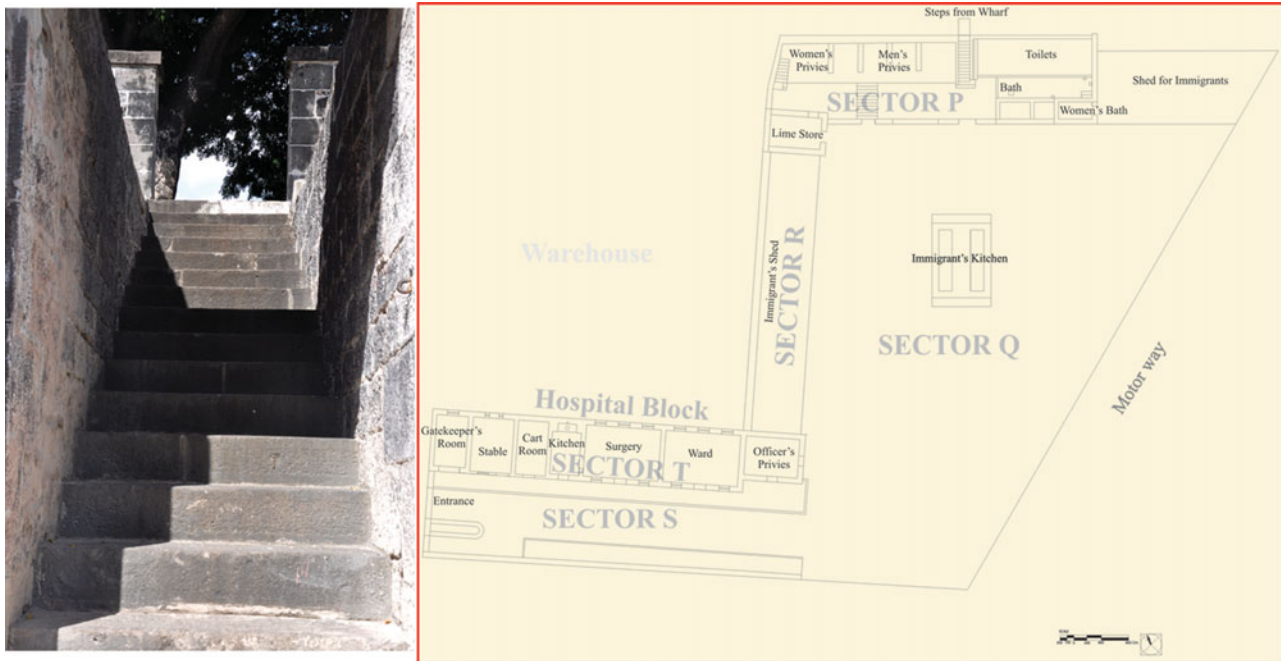 Steps from Wharf
Women's
Privies
Men's
Privies
Toilets
Shed for Immigrants
Bath
SECTOR P
Women's Bath
Lime Store
Warehouse
Immigrant's Shed
SECTOR R
Immigrant's Kitchen
SECTOR Q
Motor way
Hospital Block
Gatekeeper's
Room
Stable
Cart
Room
Kitchen
Surgery
Ward
Officer's
Privies
SECTOR T
Entrance
SECTOR S